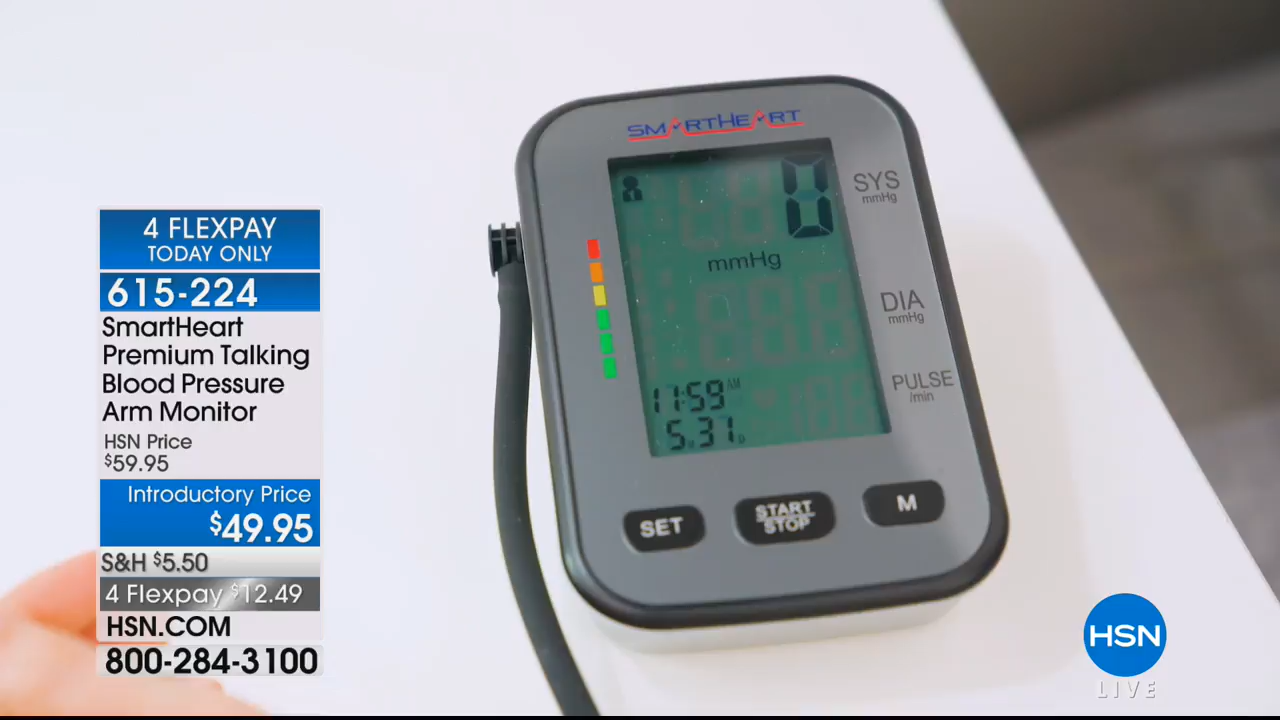 4 FLEXPAY
TODAY ONLY
615-224
SmartHeart
Premium Talking
Blood Pressure
Arm Monitor
HSN Price
$59.95
Introductory Price
$49.95
S&H $5.50
4 Flexpay $12.49
HSN.COM
800-284-3100
SMARTHEART
0
SYS
mmHg
mmHg
DIA
mmHg
PULSE
/min
11:59 AM
5.31
SET
START
STOP
M
HSN
LIVE